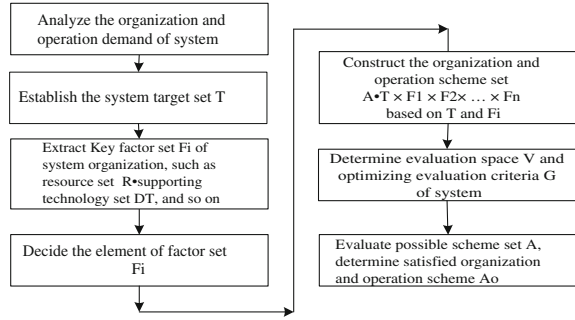 Analyze the organization and
operation demand of system
Establish the system target set T
Extract Key factor set Fi of
system organization, such as
resource set R•supporting
technology set DT, and so on
Decide the element of factor set
Fi
Construct the organization and
operation scheme set
A•T × F1 × F2× … × Fn
based on T and Fi
Determine evaluation space V and
optimizing evaluation criteria G
of system
Evaluate possible scheme set A,
determine satisfied organization
and operation scheme Ao